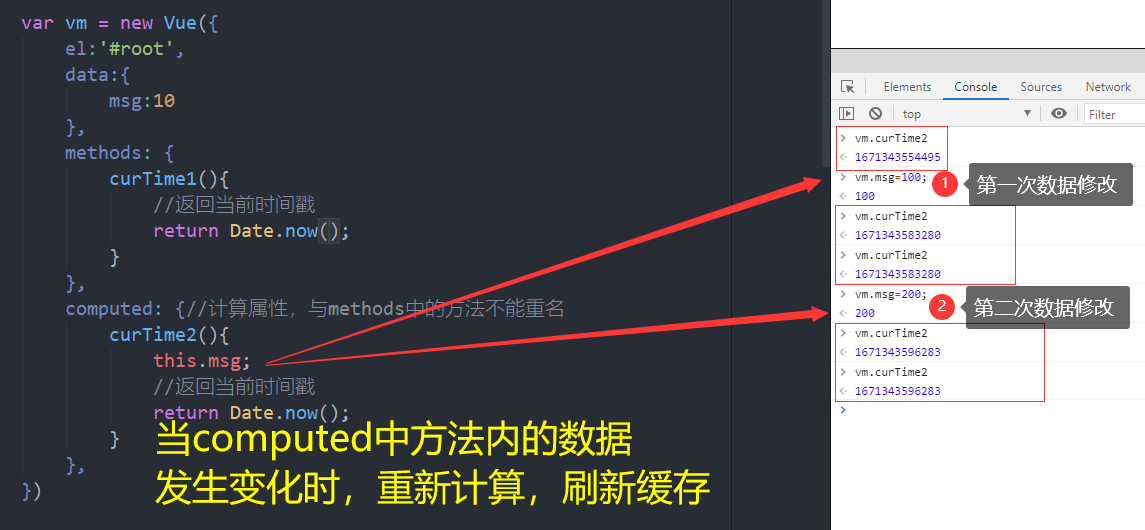 var vm = new Vue({
el:'#root',
data:{
msg:10
},
methods: {
curTime1(){
//返回当前时间戳
return Date.now();
}
},
computed: {//计算属性，与methods中的方法不能重名
curTime2(){
this.msg;
//返回当前时间戳
return Date.now();
}
},
})
当computed中方法内的数据
发生变化时，重新计算，刷新缓存
Elements Console Sources Network
top Filter
vm.curTime2
1671343554495
vm.msg=100;
100
1 第一次数据修改
vm.curTime2
1671343583280
vm.curTime2
1671343583280
vm.msg=200;
200
2 第二次数据修改
vm.curTime2
1671343596283
vm.curTime2
1671343596283